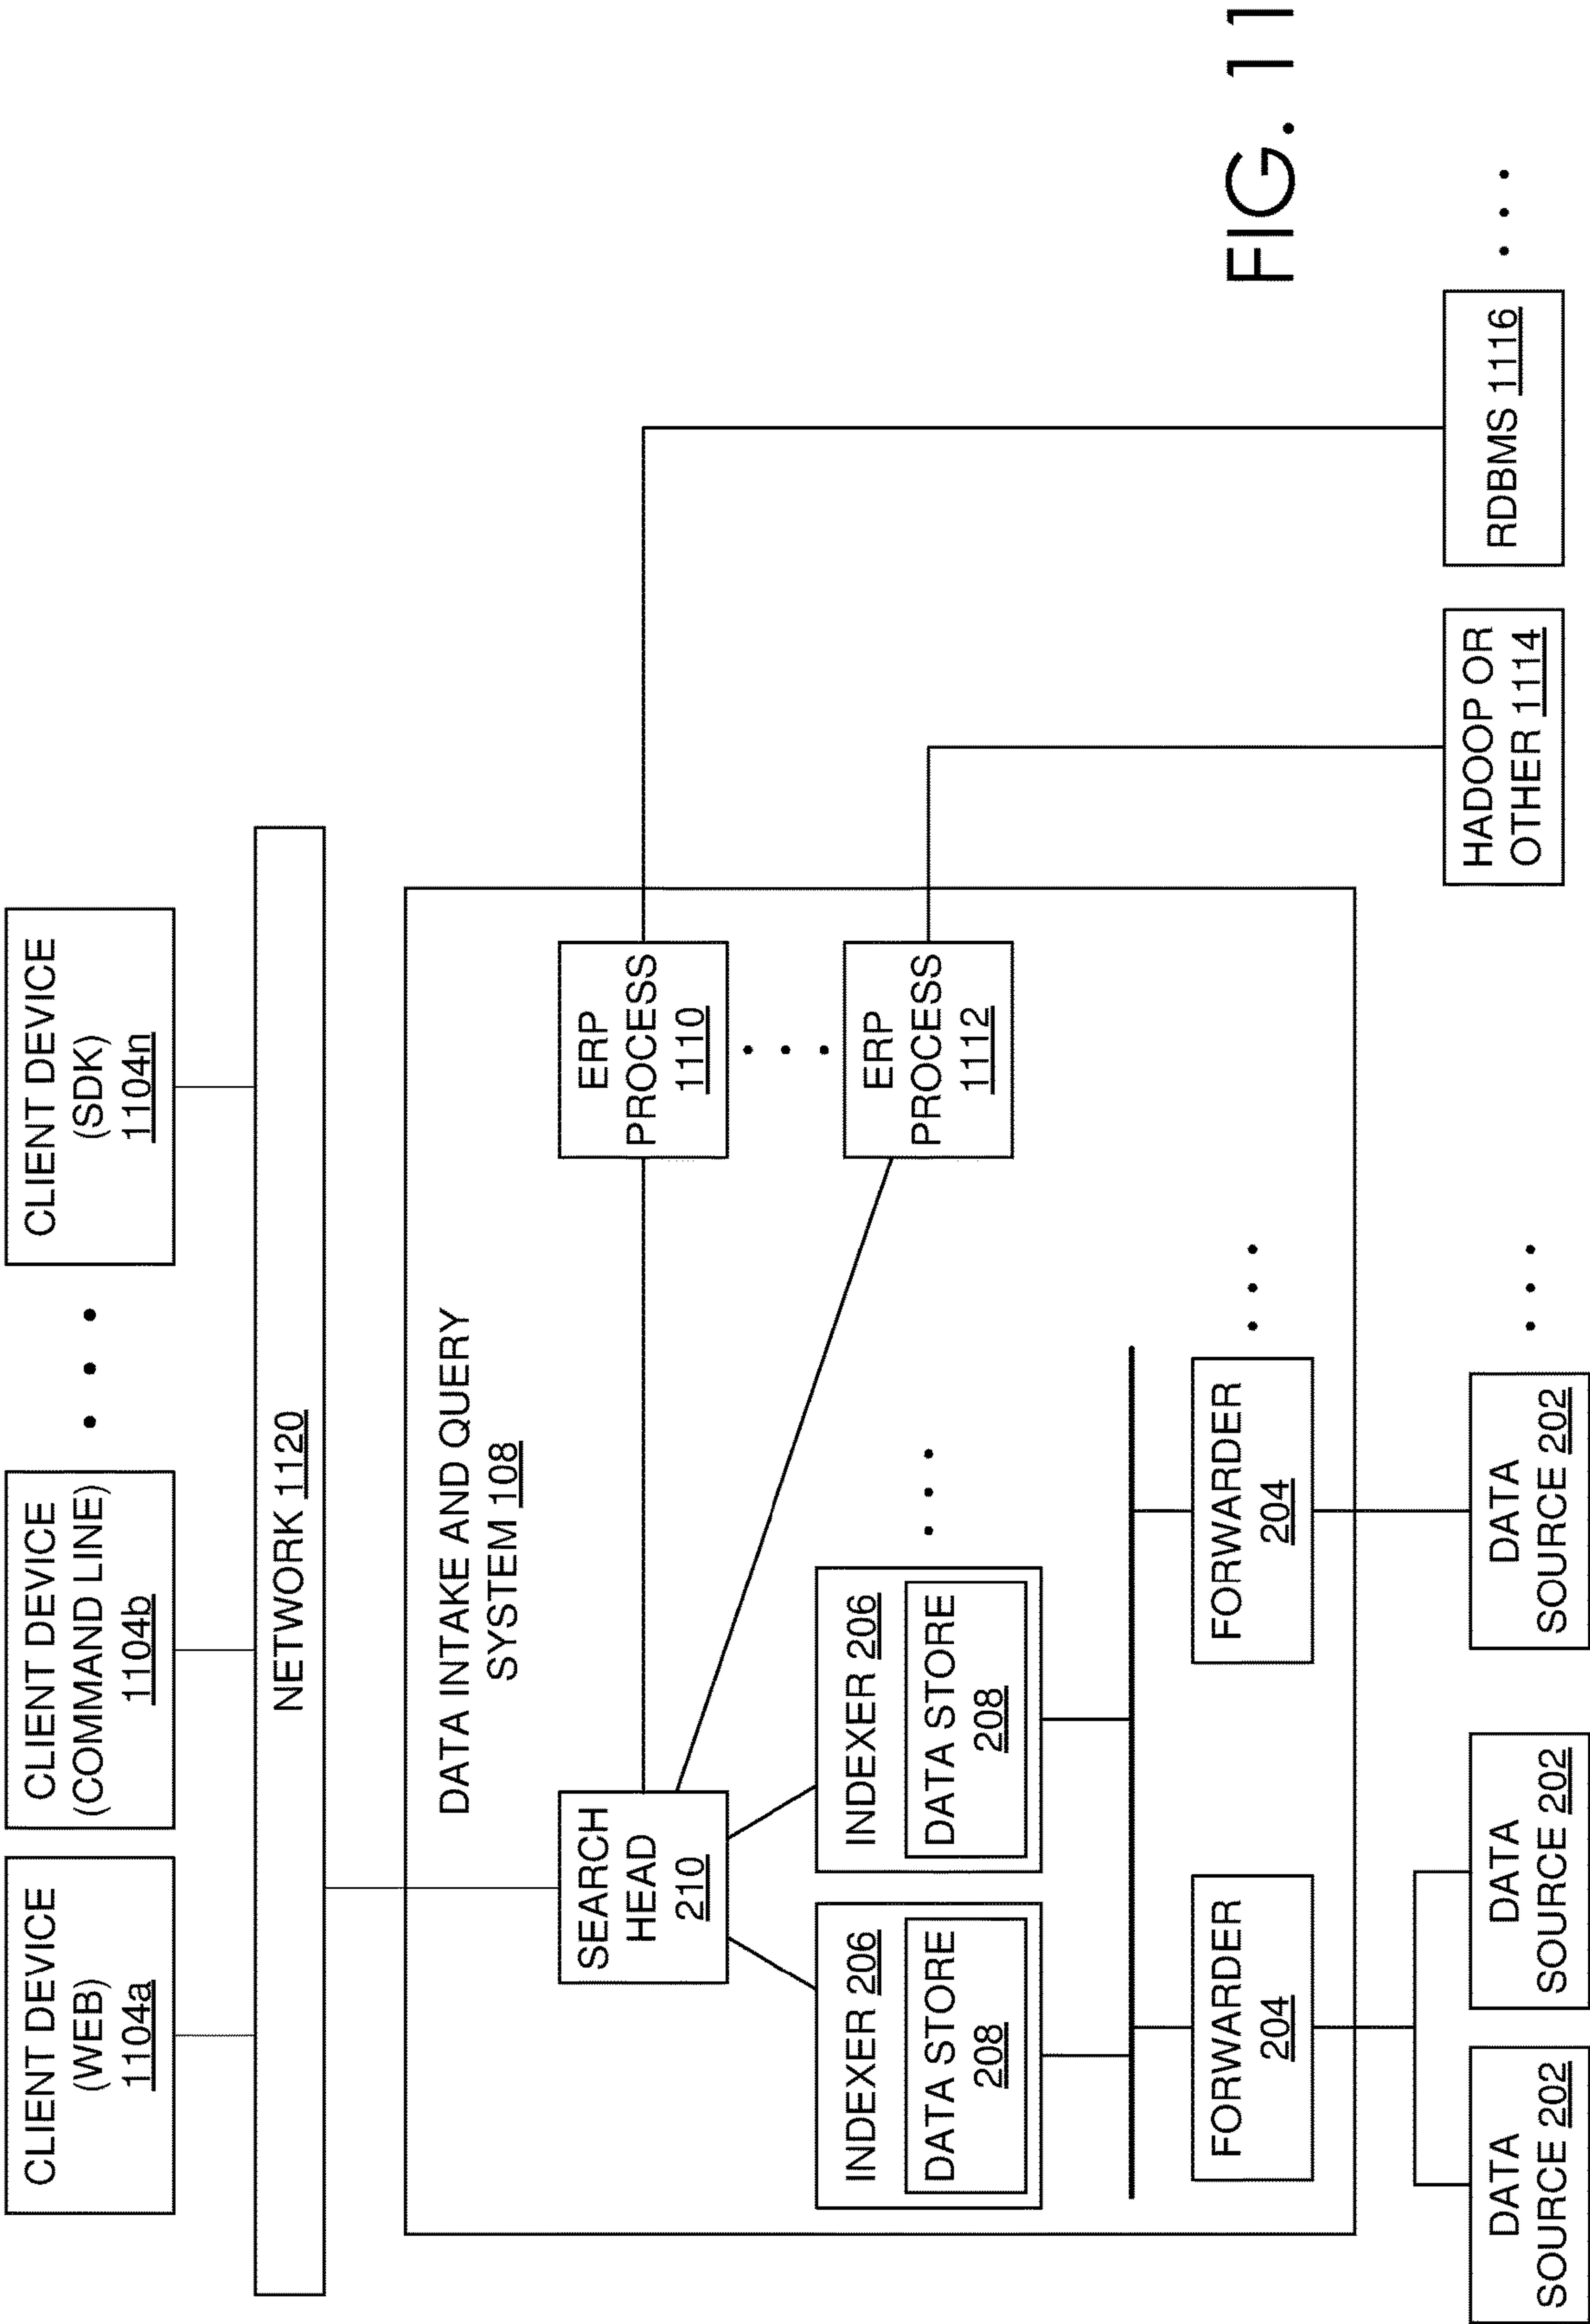 CLIENT DEVICE
(WEB)
1104a
CLIENT DEVICE
(COMMAND LINE)
1104b
• • •
CLIENT DEVICE
(SDK)
1104n
NETWORK 1120
DATA INTAKE AND QUERY
SYSTEM 108
SEARCH
HEAD
210
ERP
PROCESS
1110
• • •
ERP
PROCESS
1112
INDEXER 206
DATA STORE
208
INDEXER 206
DATA STORE
208
• • •
FORWARDER
204
FORWARDER
204
• • •
DATA
SOURCE 202
DATA
SOURCE 202
DATA
SOURCE 202
• • •
HADOOP OR
OTHER 1114
RDBMS 1116
• • •
FIG. 11